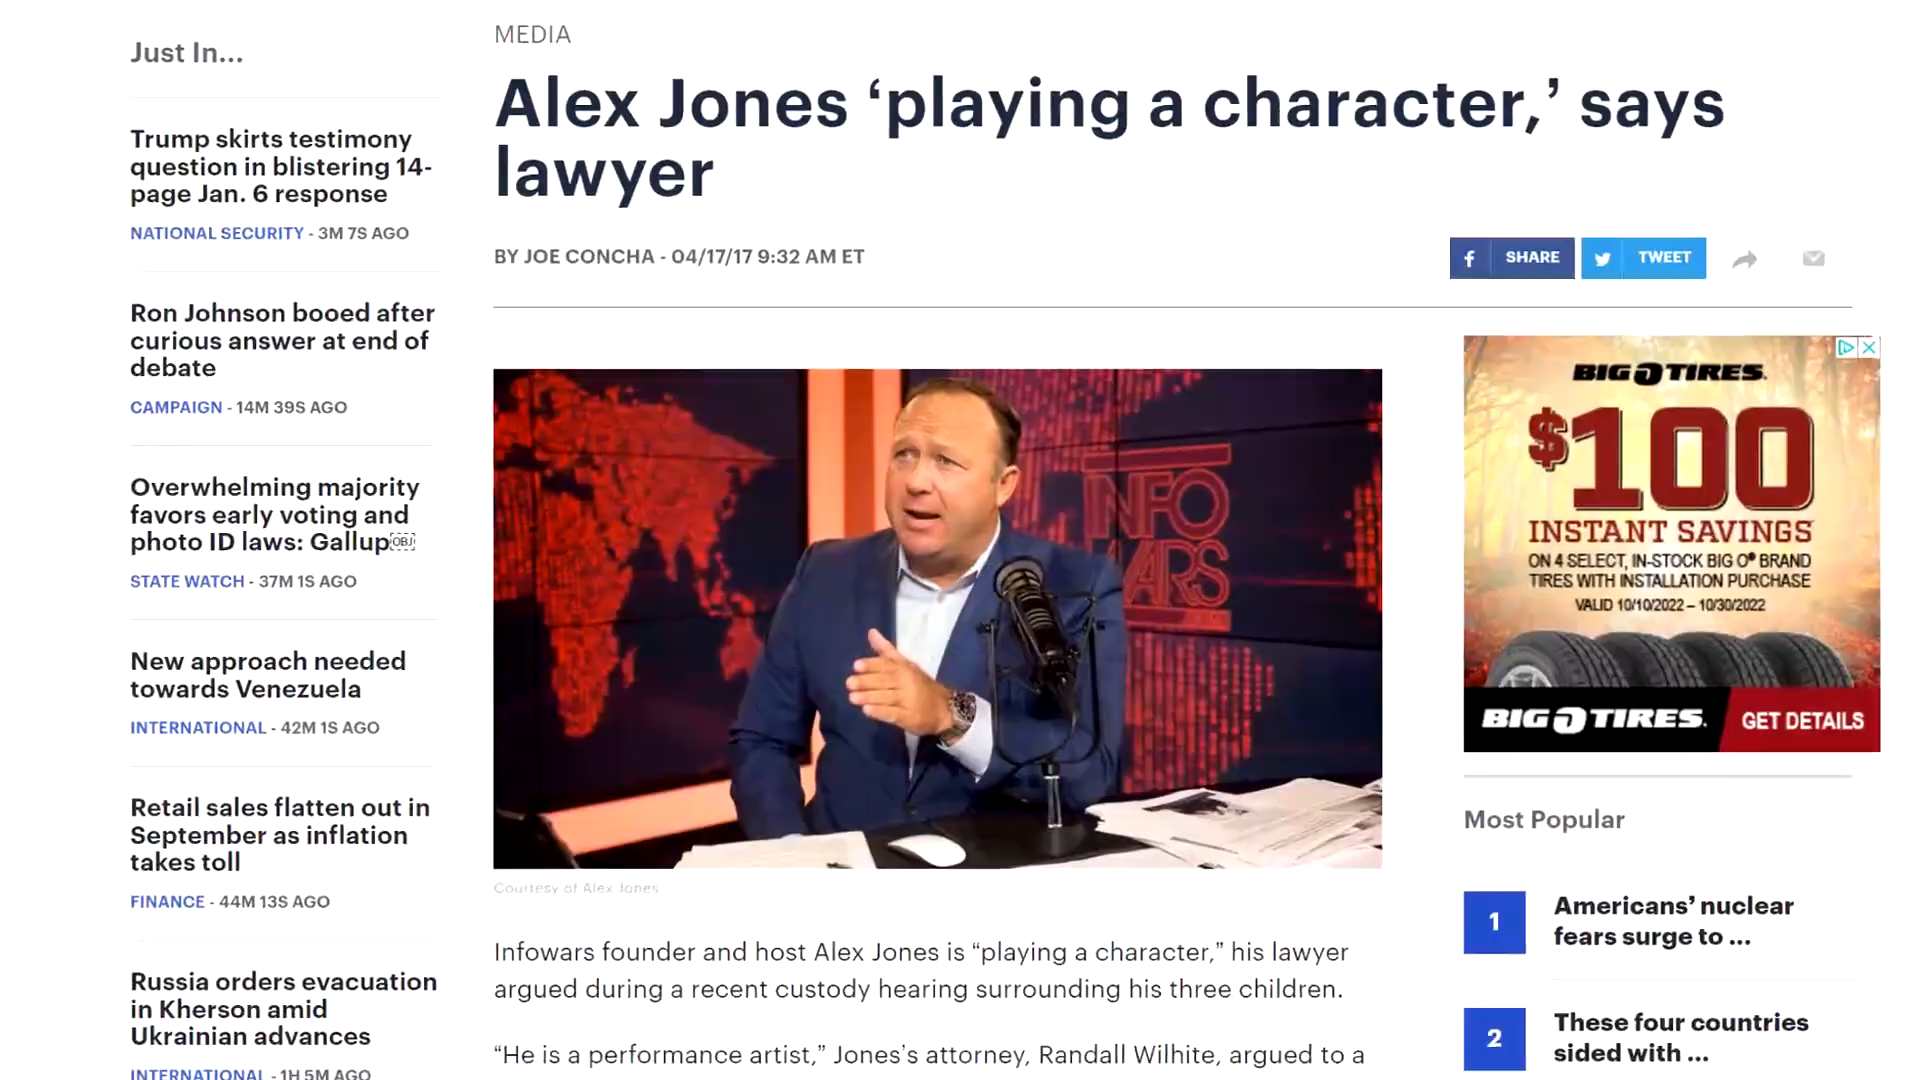 Just In...
Trump skirts testimony
question in blistering 14-
page Jan. 6 response
NATIONAL SECURITY - 3M 7S AGO
Ron Johnson booed after
curious answer at end of
debate
CAMPAIGN - 14M 39S AGO
Overwhelming majority
favors early voting and
photo ID laws: Gallup￼
STATE WATCH - 37M 1S AGO
New approach needed
towards Venezuela
INTERNATIONAL - 42M 1S AGO
Retail sales flatten out in
September as inflation
takes toll
FINANCE - 44M 13S AGO
Russia orders evacuation
in Kherson amid
Ukrainian advances
INTERNATIONAL - 1H 5M AGO
MEDIA
Alex Jones ‘playing a character,’ says
lawyer
BY JOE CONCHA - 04/17/17 9:32 AM ET
SHARE
TWEET
INFO
WARS
Courtesy of Alex Jones
Infowars founder and host Alex Jones is “playing a character,” his lawyer
argued during a recent custody hearing surrounding his three children.
“He is a performance artist,” Jones’s attorney, Randall Wilhite, argued to a
BIG O TIRES.
$100
INSTANT SAVINGS
ON 4 SELECT, IN-STOCK BIG O® BRAND
TIRES WITH INSTALLATION PURCHASE
VALID 10/10/2022 – 10/30/2022
BIG O TIRES.
GET DETAILS
Most Popular
1
Americans’ nuclear
fears surge to ...
2
These four countries
sided with ...